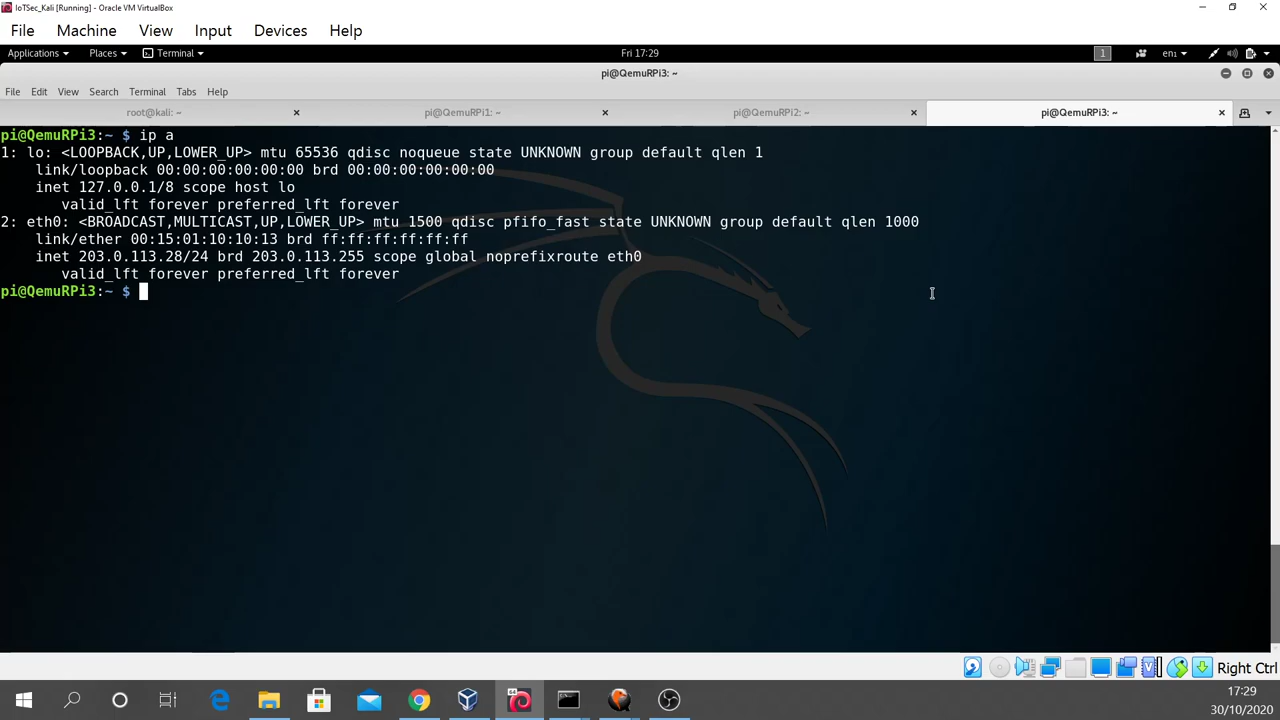 IoTSec_Kali [Running] - Oracle VM VirtualBox
File Machine View Input Devices Help
Applications Places Terminal Fri 17:29 1 en1
pi@QemuRPi3: ~
File Edit View Search Terminal Tabs Help
root@kali: ~ pi@QemuRPi1: ~ pi@QemuRPi2: ~ pi@QemuRPi3: ~
pi@QemuRPi3:~ $ ip a
1: lo: <LOOPBACK,UP,LOWER_UP> mtu 65536 qdisc noqueue state UNKNOWN group default qlen 1
link/loopback 00:00:00:00:00:00 brd 00:00:00:00:00:00
inet 127.0.0.1/8 scope host lo
valid_lft forever preferred_lft forever
2: eth0: <BROADCAST,MULTICAST,UP,LOWER_UP> mtu 1500 qdisc pfifo_fast state UNKNOWN group default qlen 1000
link/ether 00:15:01:10:10:13 brd ff:ff:ff:ff:ff:ff
inet 203.0.113.28/24 brd 203.0.113.255 scope global noprefixroute eth0
valid_lft forever preferred_lft forever
pi@QemuRPi3:~ $
Right Ctrl
17:29
30/10/2020